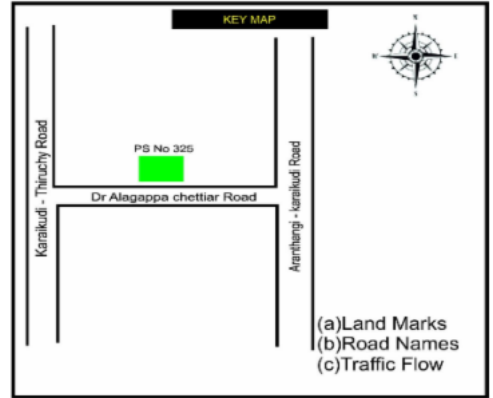 KEY MAP
N
W
E
S
PS No 325
Dr Alagappa chettiar Road
Karaikudi - Thiruchy Road
Aranthangi - karaikudi Road
(a)Land Marks
(b)Road Names
(c)Traffic Flow